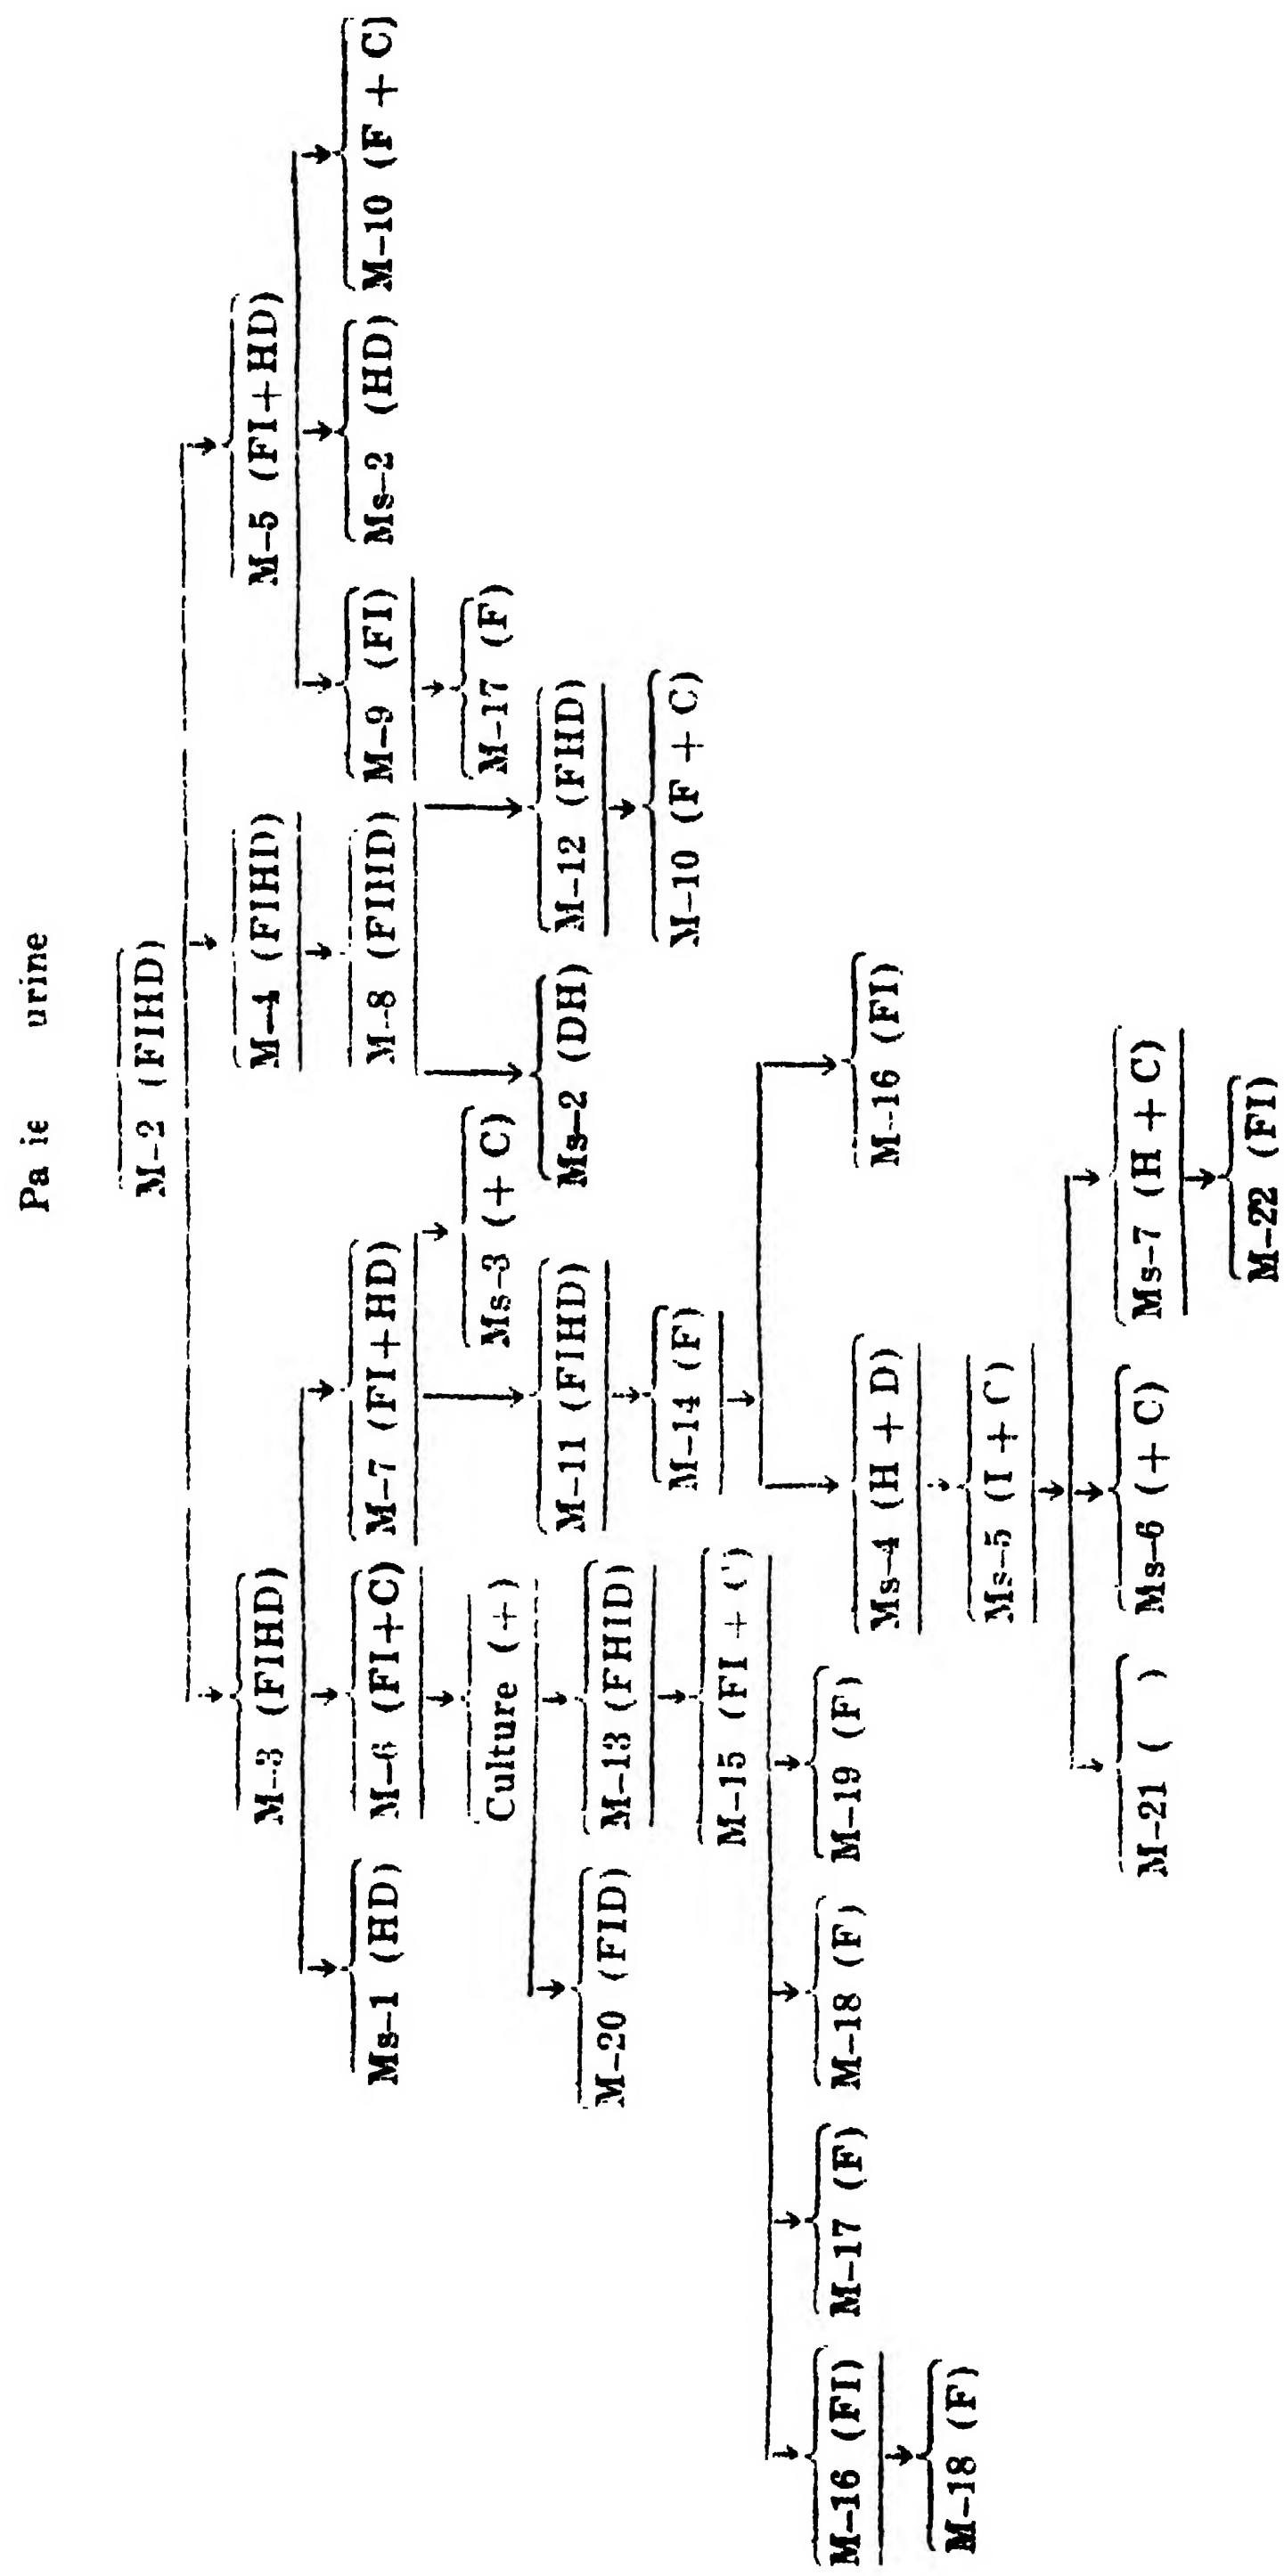 urine
M-2 (FIHD)
M-3 (FIHD)
M-4 (FIHD)
M-5 (FI+HD)
Ms-1 (HD)
M-6 (FI+C)
M-7 (FI+HD)
M-8 (FIHD)
M-9 (FI)
Ms-2 (HD)
M-10 (F + C)
Culture (+)
Ms-3 (+ C)
M-17 (F)
M-20 (FID)
M-13 (FHID)
M-11 (FIHD)
Ms-2 (DH)
M-12 (FHD)
M-15 (FI + C)
M-14 (F)
M-10 (F + C)
M-16 (FI)
M-17 (F)
M-18 (F)
M-19 (F)
Ms-4 (H + D)
M-16 (FI)
M-18 (F)
Ms-5 (I + C)
M-21 ( )
Ms-6 (+ C)
Ms-7 (H + C)
M-22 (FI)